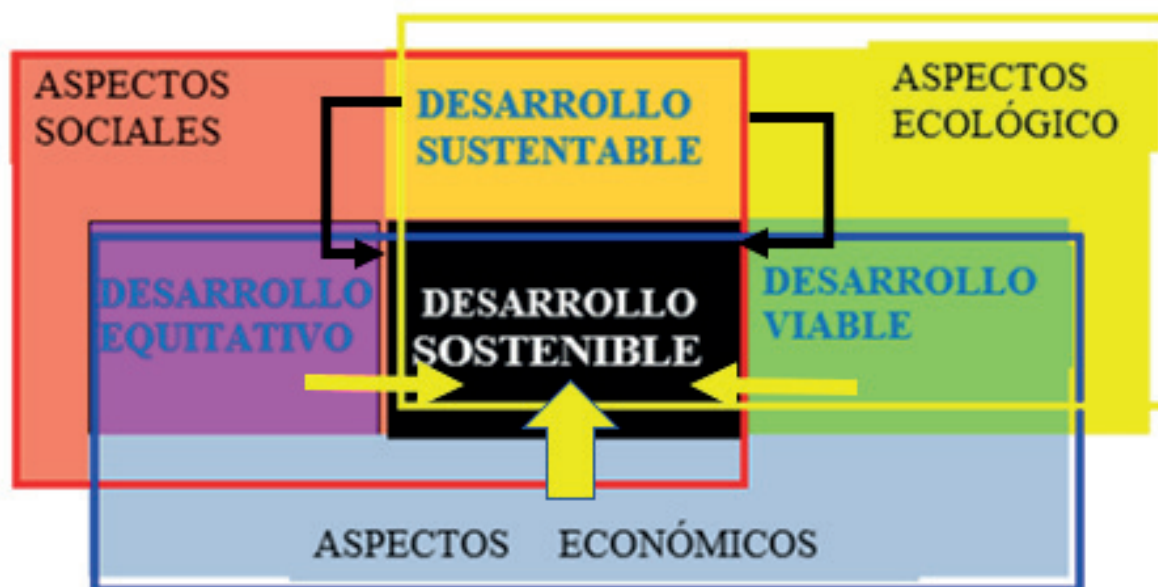 ASPECTOS
SOCIALES
DESARROLLO
SUSTENTABLE
ASPECTOS
ECOLÓGICO
DESARROLLO
EQUITATIVO
DESARROLLO
SOSTENIBLE
DESARROLLO
VIABLE
ASPECTOS ECONÓMICOS